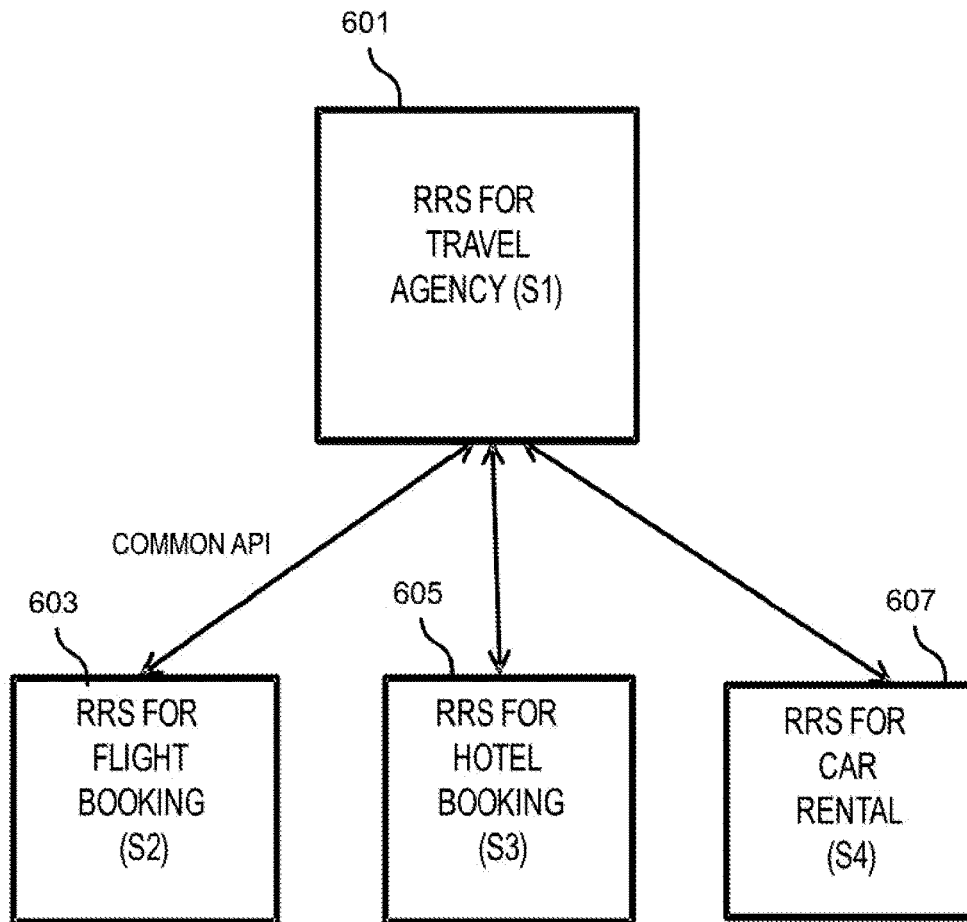 601
RRS FOR
TRAVEL
AGENCY (S1)
COMMON API
603
605
607
RRS FOR
FLIGHT
BOOKING
(S2)
RRS FOR
HOTEL
BOOKING
(S3)
RRS FOR
CAR
RENTAL
(S4)